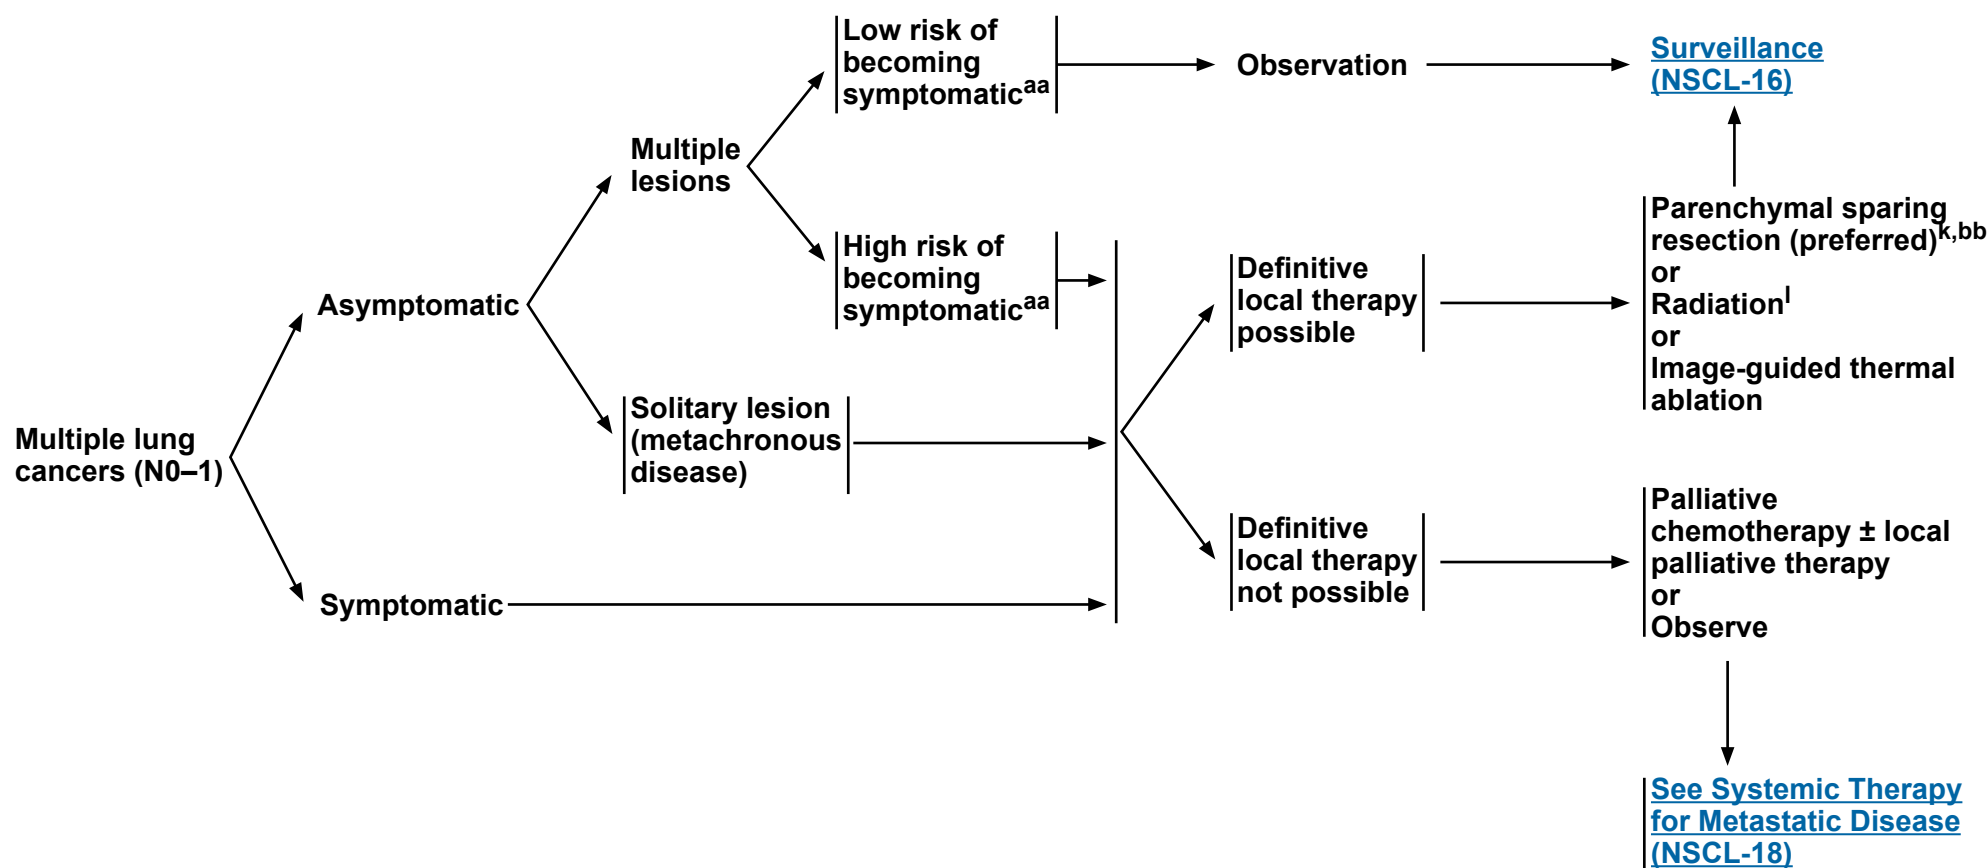 Low risk of
becoming
symptomaticaa
Observation
Surveillance
(NSCL-16)
Multiple
lesions
High risk of
becoming
symptomaticaa
Asymptomatic
Solitary lesion
(metachronous
disease)
Multiple lung
cancers (N0–1)
Symptomatic
Definitive
local therapy
possible
Parenchymal sparing
resection (preferred)k,bb
or
Radiationl
or
Image-guided thermal
ablation
Definitive
local therapy
not possible
Palliative
chemotherapy ± local
palliative therapy
or
Observe
See Systemic Therapy
for Metastatic Disease
(NSCL-18)